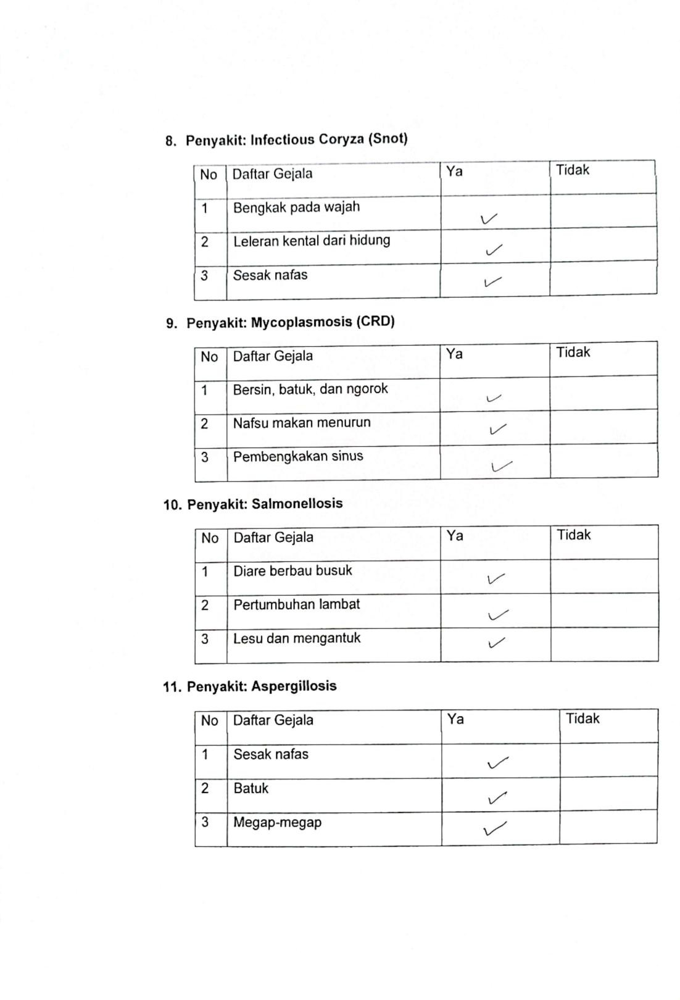 8. Penyakit: Infectious Coryza (Snot)
No Daftar Gejala Ya Tidak
1 Bengkak pada wajah ✓
2 Leleran kental dari hidung ✓
3 Sesak nafas ✓
9. Penyakit: Mycoplasmosis (CRD)
No Daftar Gejala Ya Tidak
1 Bersin, batuk, dan ngorok ✓
2 Nafsu makan menurun ✓
3 Pembengkakan sinus ✓
10. Penyakit: Salmonellosis
No Daftar Gejala Ya Tidak
1 Diare berbau busuk ✓
2 Pertumbuhan lambat ✓
3 Lesu dan mengantuk ✓
11. Penyakit: Aspergillosis
No Daftar Gejala Ya Tidak
1 Sesak nafas ✓
2 Batuk ✓
3 Megap-megap ✓